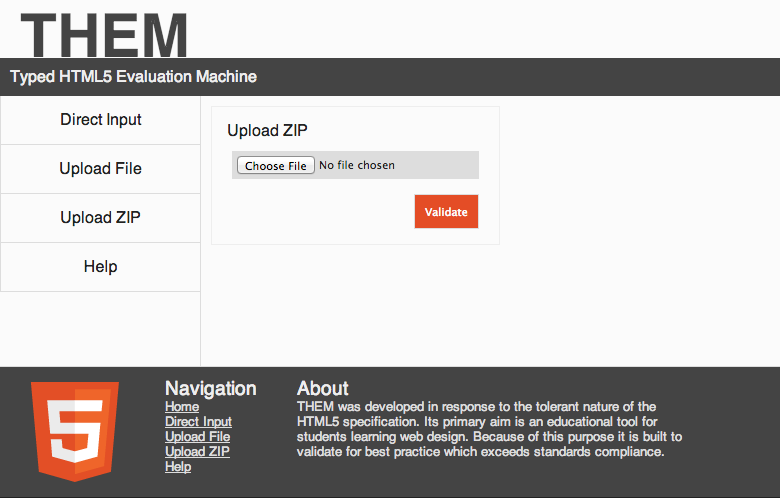 THEM
Typed HTML5 Evaluation Machine
Direct Input
Upload File
Upload ZIP
Help
Upload ZIP
Choose File No file chosen
Validate
5
Navigation
Home
Direct Input
Upload File
Upload ZIP
Help
About
THEM was developed in response to the tolerant nature of the
HTML5 specification. Its primary aim is an educational tool for
students learning web design. Because of this purpose it is built to
validate for best practice which exceeds standards compliance.